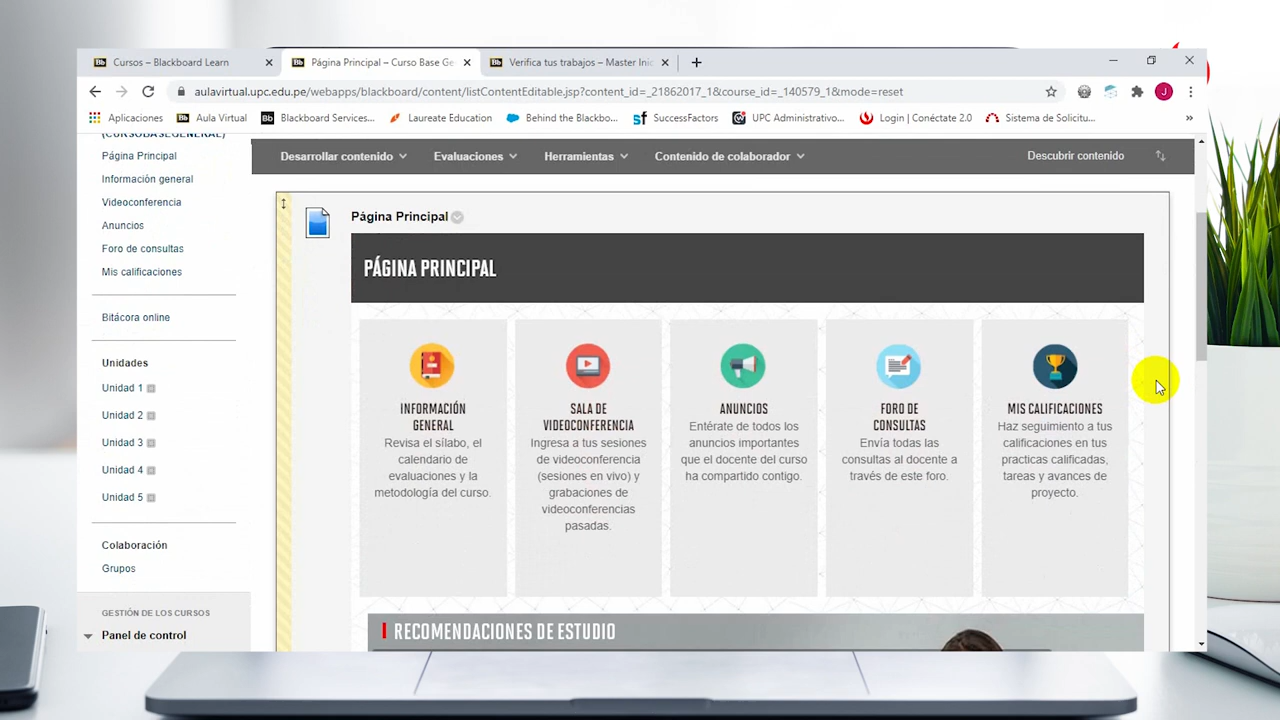 Cursos – Blackboard Learn
Página Principal – Curso Base Ge
Verifica tus trabajos – Master Inic
aulavirtual.upc.edu.pe/webapps/blackboard/content/listContentEditable.jsp?content_id=_21862017_1&course_id=_140579_1&mode=reset
J
Aplicaciones
Aula Virtual
Blackboard Services...
Laureate Education
Behind the Blackbo...
SuccessFactors
UPC Administrativo...
Login | Conéctate 2.0
Sistema de Solicitu...
»
(CURSOBASEGENERAL)
Página Principal
Información general
Videoconferencia
Anuncios
Foro de consultas
Mis calificaciones
Bitácora online
Unidades
Unidad 1
Unidad 2
Unidad 3
Unidad 4
Unidad 5
Colaboración
Grupos
GESTIÓN DE LOS CURSOS
Panel de control
Desarrollar contenido
Evaluaciones
Herramientas
Contenido de colaborador
Descubrir contenido
Página Principal
PÁGINA PRINCIPAL
INFORMACIÓN
GENERAL
Revisa el sílabo, el
calendario de
evaluaciones y la
metodología del curso.
SALA DE
VIDEOCONFERENCIA
Ingresa a tus sesiones
de videoconferencia
(sesiones en vivo) y
grabaciones de
videoconferencias
pasadas.
ANUNCIOS
Entérate de todos los
anuncios importantes
que el docente del curso
ha compartido contigo.
FORO DE
CONSULTAS
Envía todas las
consultas al docente a
través de este foro.
MIS CALIFICACIONES
Haz seguimiento a tus
calificaciones en tus
practicas calificadas,
tareas y avances de
proyecto.
RECOMENDACIONES DE ESTUDIO